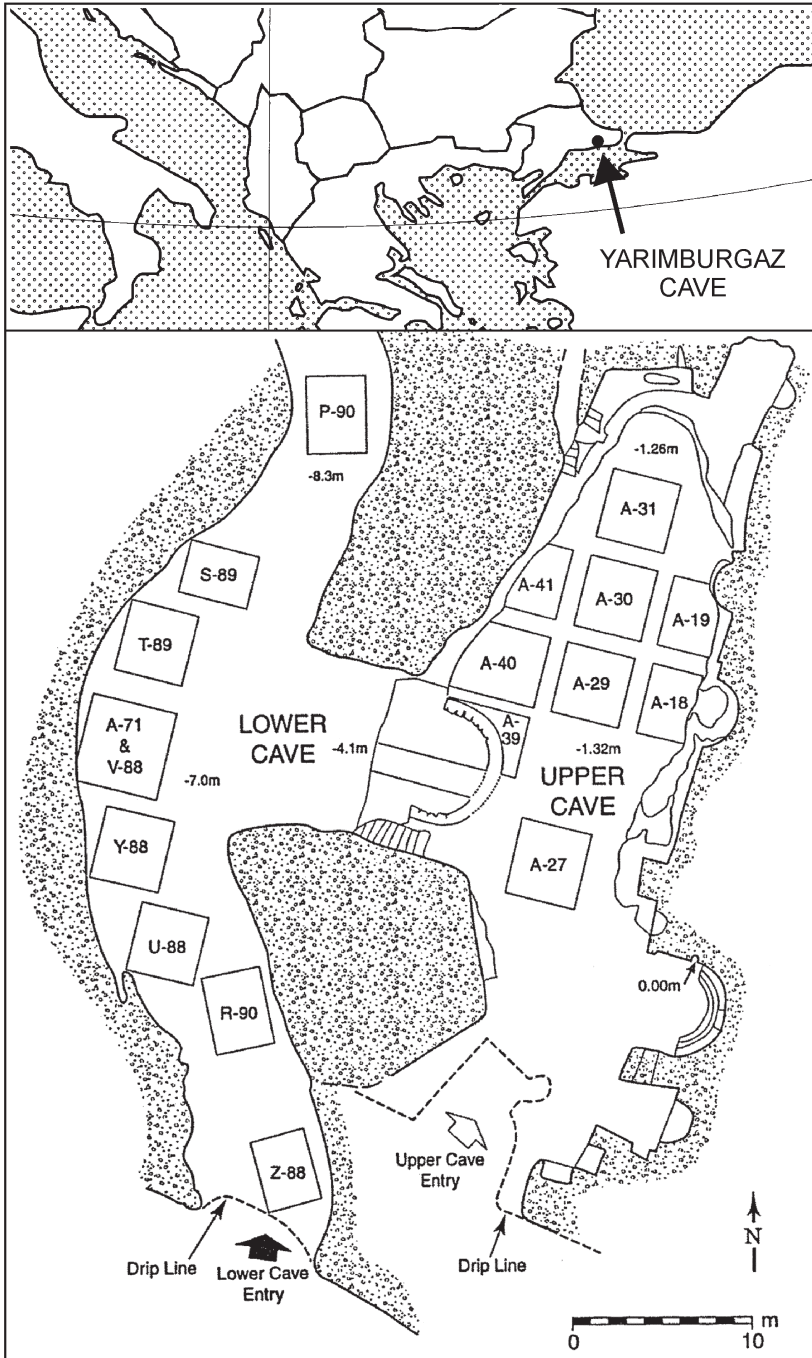 YARIMBURGAZ
CAVE
P-90
-8.3m
-1.26m
A-31
S-89
A-41
A-30
A-19
T-89
A-40
A-29
A-18
A-71
&
V-88
LOWER
CAVE
-4.1m
A-
39
-1.32m
UPPER
CAVE
-7.0m
Y-88
A-27
U-88
0.00m
R-90
Z-88
Upper Cave
Entry
N
Drip Line
Lower Cave
Entry
Drip Line
m
0
10